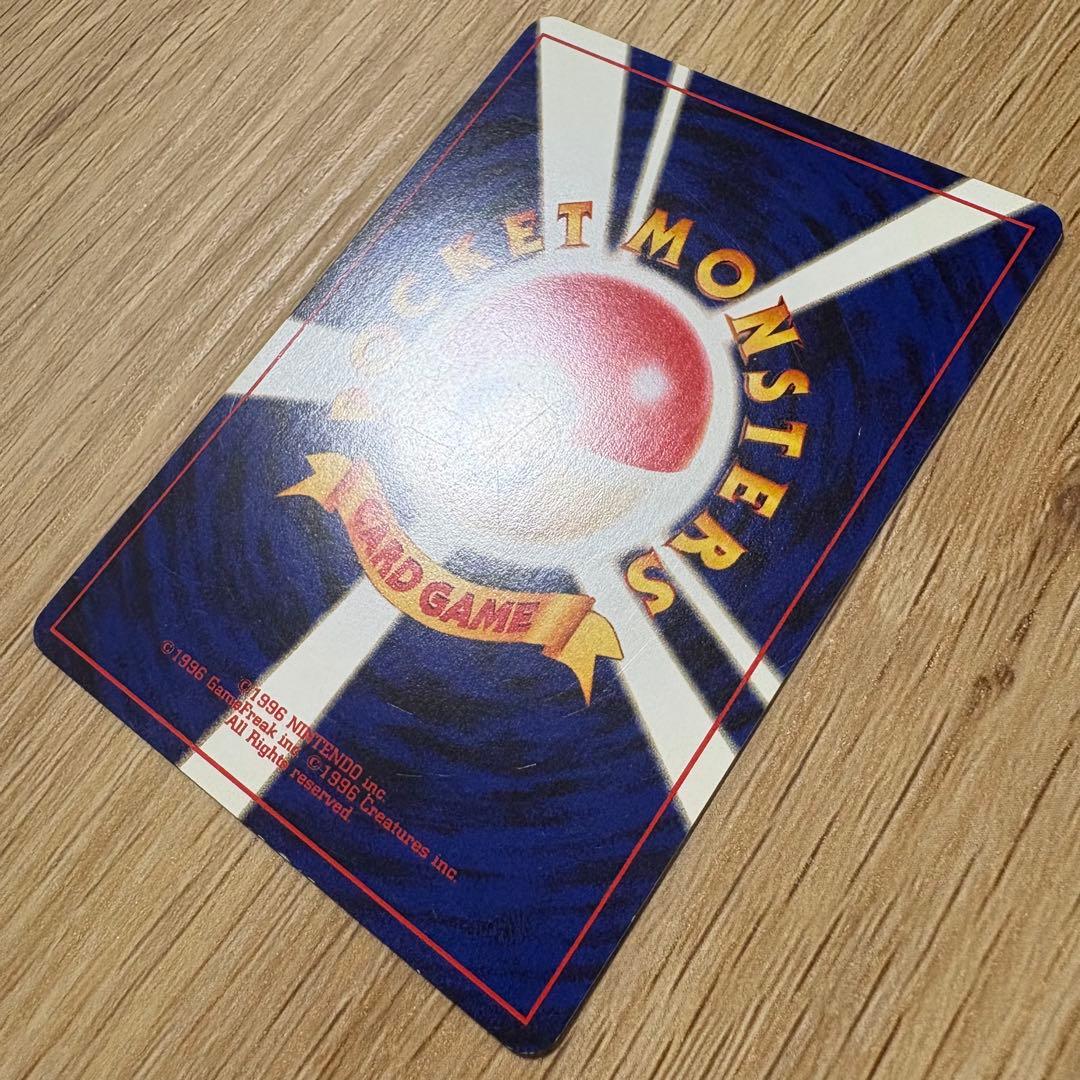 POCKET MONSTERS
CARD GAME
©1996 NINTENDO inc.
©1996 GameFreak inc. ©1996 Creatures inc.
All Rights reserved.